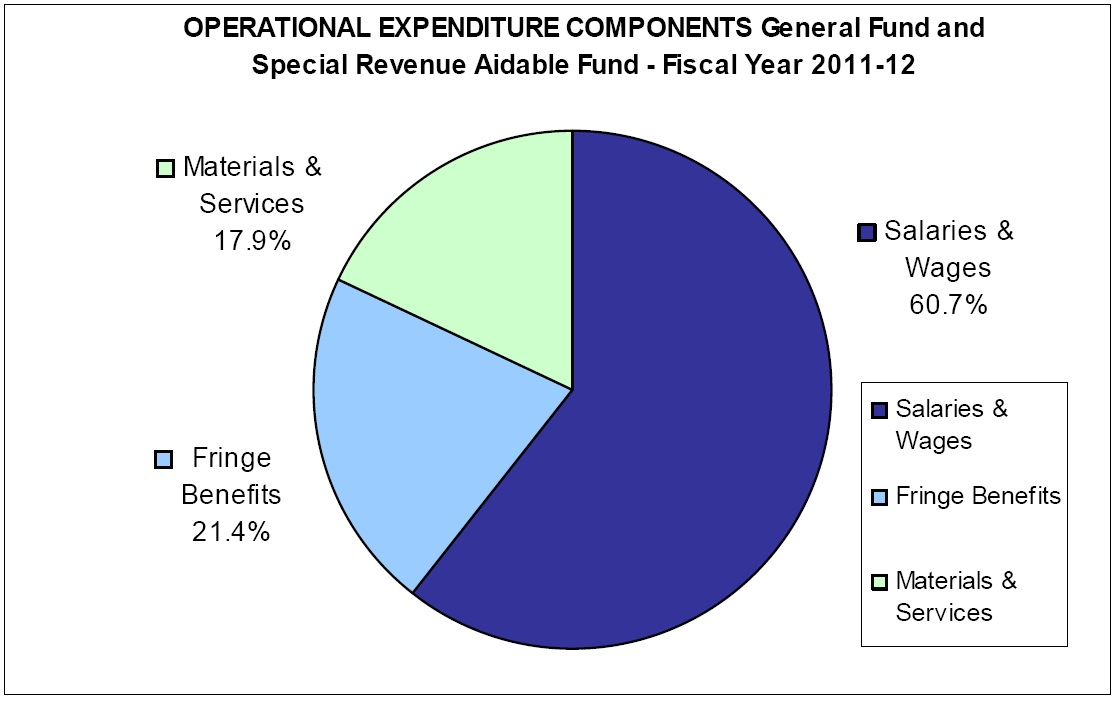 OPERATIONAL EXPENDITURE COMPONENTS General Fund and
Special Revenue Aidable Fund - Fiscal Year 2011-12
Materials &
Services
17.9%
Salaries &
Wages
60.7%
Fringe
Benefits
21.4%
Salaries &
Wages
Fringe Benefits
Materials &
Services